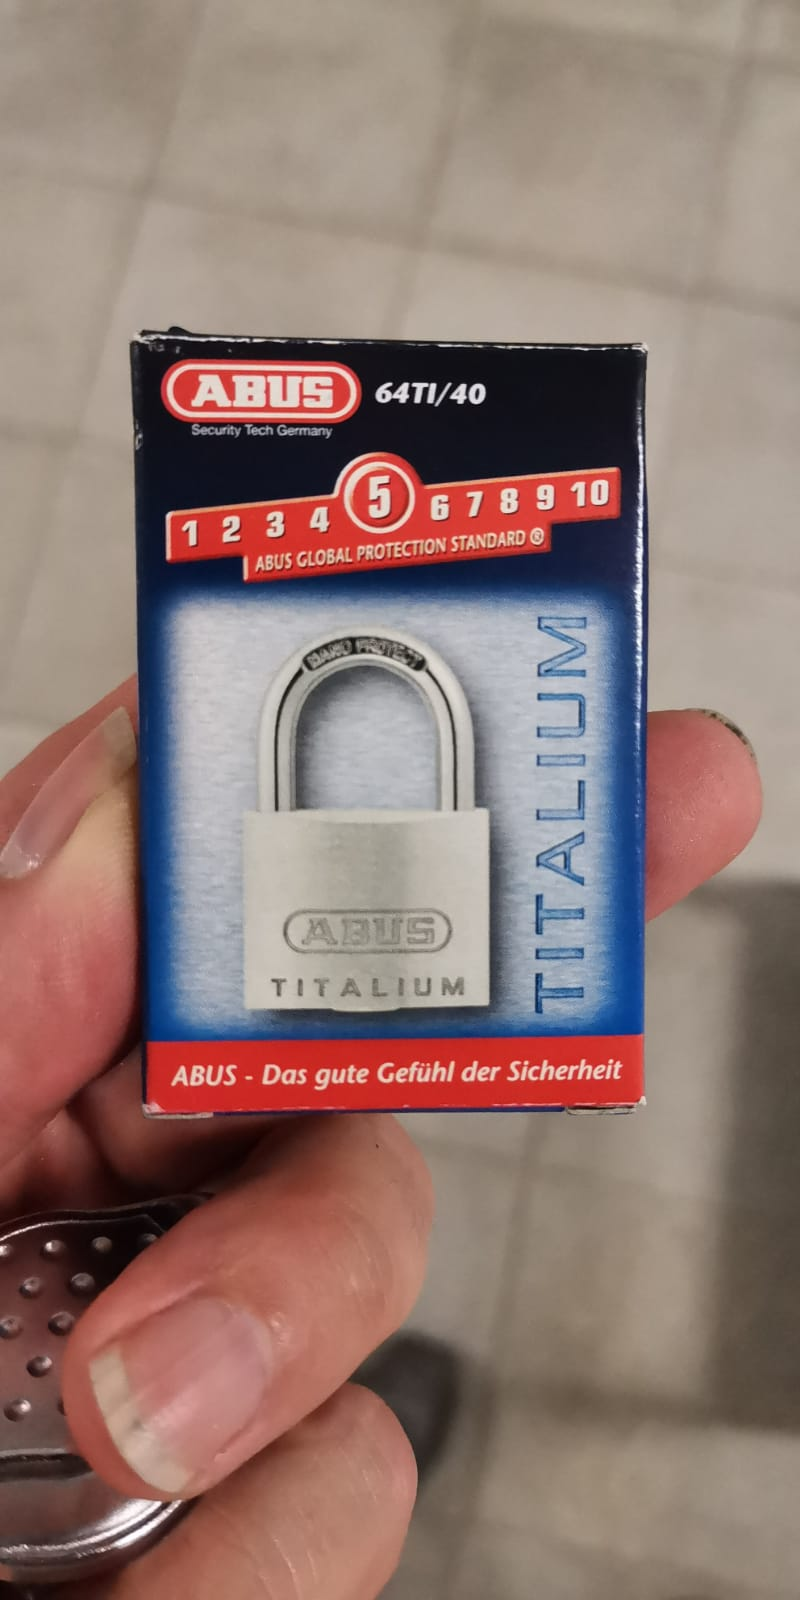 ABUS 64TI/40
Security Tech Germany
1 2 3 4 5 6 7 8 9 10
ABUS GLOBAL PROTECTION STANDARD ®
NANO PROTECT
TITALIUM
ABUS
TITALIUM
ABUS - Das gute Gefühl der Sicherheit